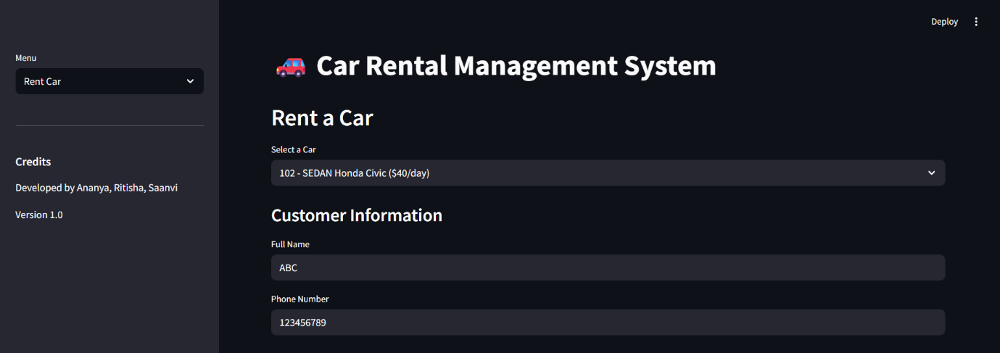 Deploy
Menu
Rent Car
Credits
Developed by Ananya, Ritisha, Saanvi
Version 1.0
Car Rental Management System
Rent a Car
Select a Car
102 - SEDAN Honda Civic ($40/day)
Customer Information
Full Name
ABC
Phone Number
123456789